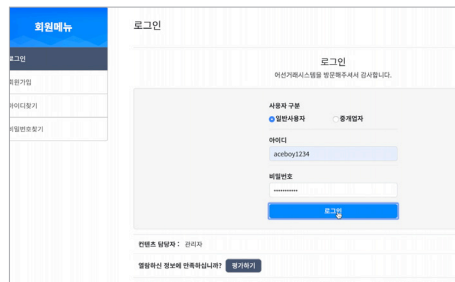 회원메뉴
로그인
로그인
회원가입
아이디찾기
비밀번호찾기
로그인
어선거래시스템을 방문해주셔서 감사합니다.
사용자 구분
일반사용자 중개업자
아이디
aceboy1234
비밀번호
로그인
컨텐츠 담당자 : 관리자
열람하신 정보에 만족하십니까? 평가하기